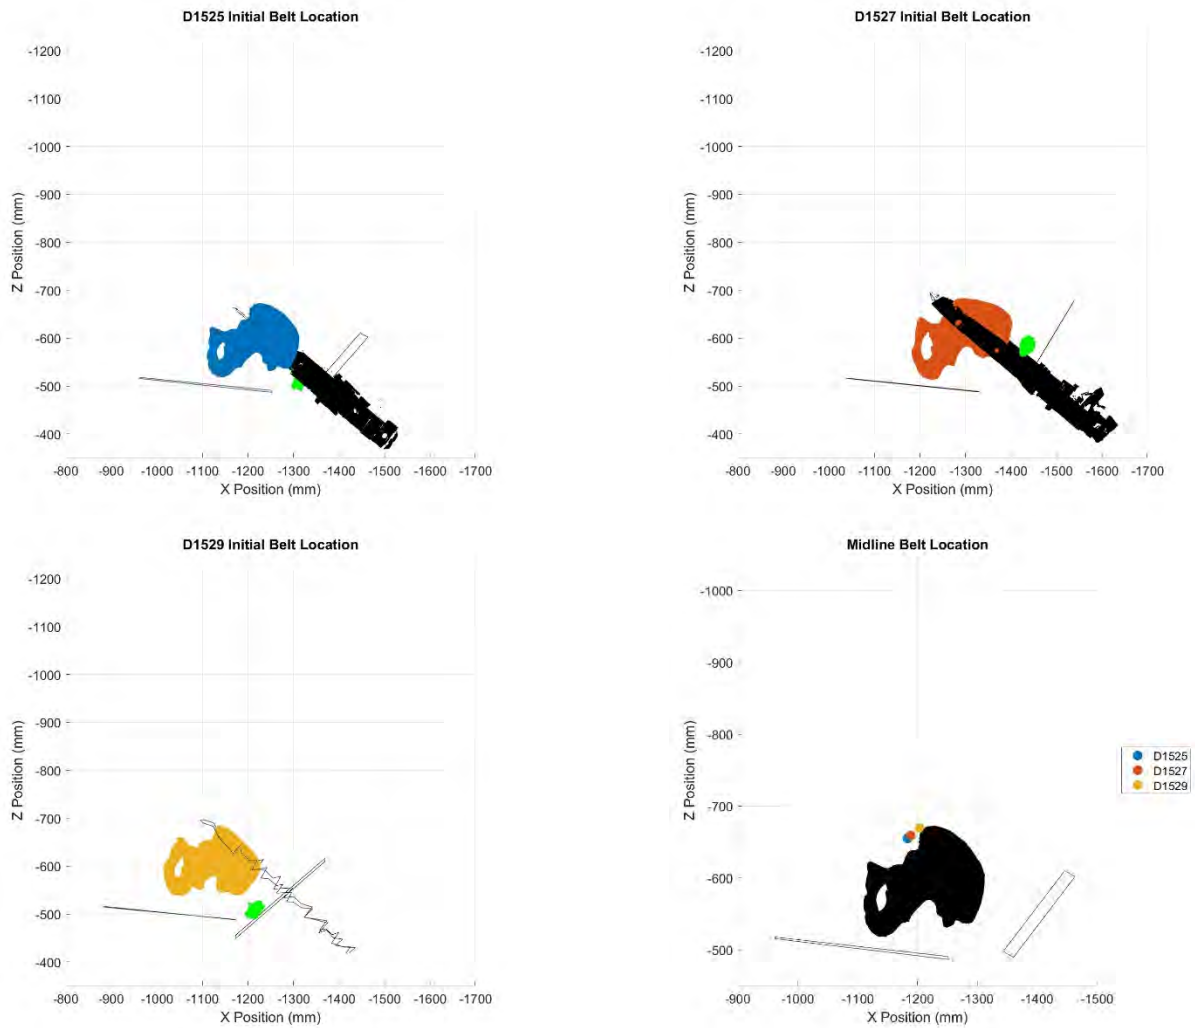 D1525 Initial Belt Location
-1200
-1100
-1000
-900
-800
-700
-600
-500
-400
Z Position (mm)
-800 -900 -1000 -1100 -1200 -1300 -1400 -1500 -1600 -1700
X Position (mm)
D1527 Initial Belt Location
-1200
-1100
-1000
-900
-800
-700
-600
-500
-400
Z Position (mm)
-800 -900 -1000 -1100 -1200 -1300 -1400 -1500 -1600 -1700
X Position (mm)
D1529 Initial Belt Location
-1200
-1100
-1000
-900
-800
-700
-600
-500
-400
Z Position (mm)
-800 -900 -1000 -1100 -1200 -1300 -1400 -1500 -1600 -1700
X Position (mm)
Midline Belt Location
-1000
-900
-800
-700
-600
-500
Z Position (mm)
-900 -1000 -1100 -1200 -1300 -1400 -1500
X Position (mm)
D1525
D1527
D1529